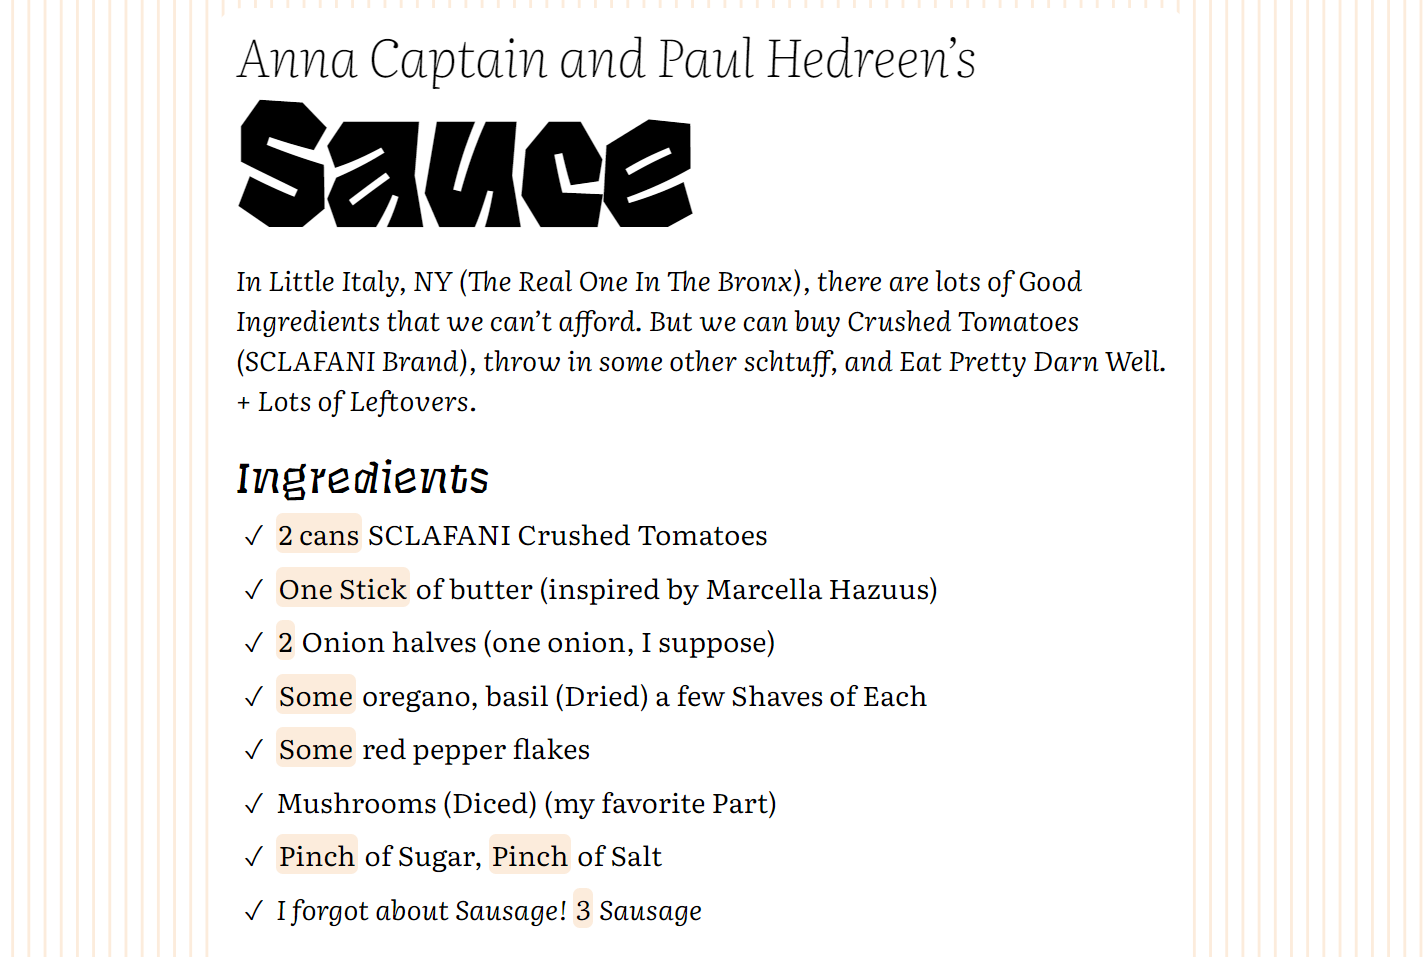 Anna Captain and Paul Hedreen’s
Sauce
In Little Italy, NY (The Real One In The Bronx), there are lots of Good
Ingredients that we can’t afford. But we can buy Crushed Tomatoes
(SCLAFANI Brand), throw in some other schtuff, and Eat Pretty Darn Well.
+ Lots of Leftovers.
Ingredients
✓ 2 cans SCLAFANI Crushed Tomatoes
✓ One Stick of butter (inspired by Marcella Hazuus)
✓ 2 Onion halves (one onion, I suppose)
✓ Some oregano, basil (Dried) a few Shaves of Each
✓ Some red pepper flakes
✓ Mushrooms (Diced) (my favorite Part)
✓ Pinch of Sugar, Pinch of Salt
✓ I forgot about Sausage! 3 Sausage